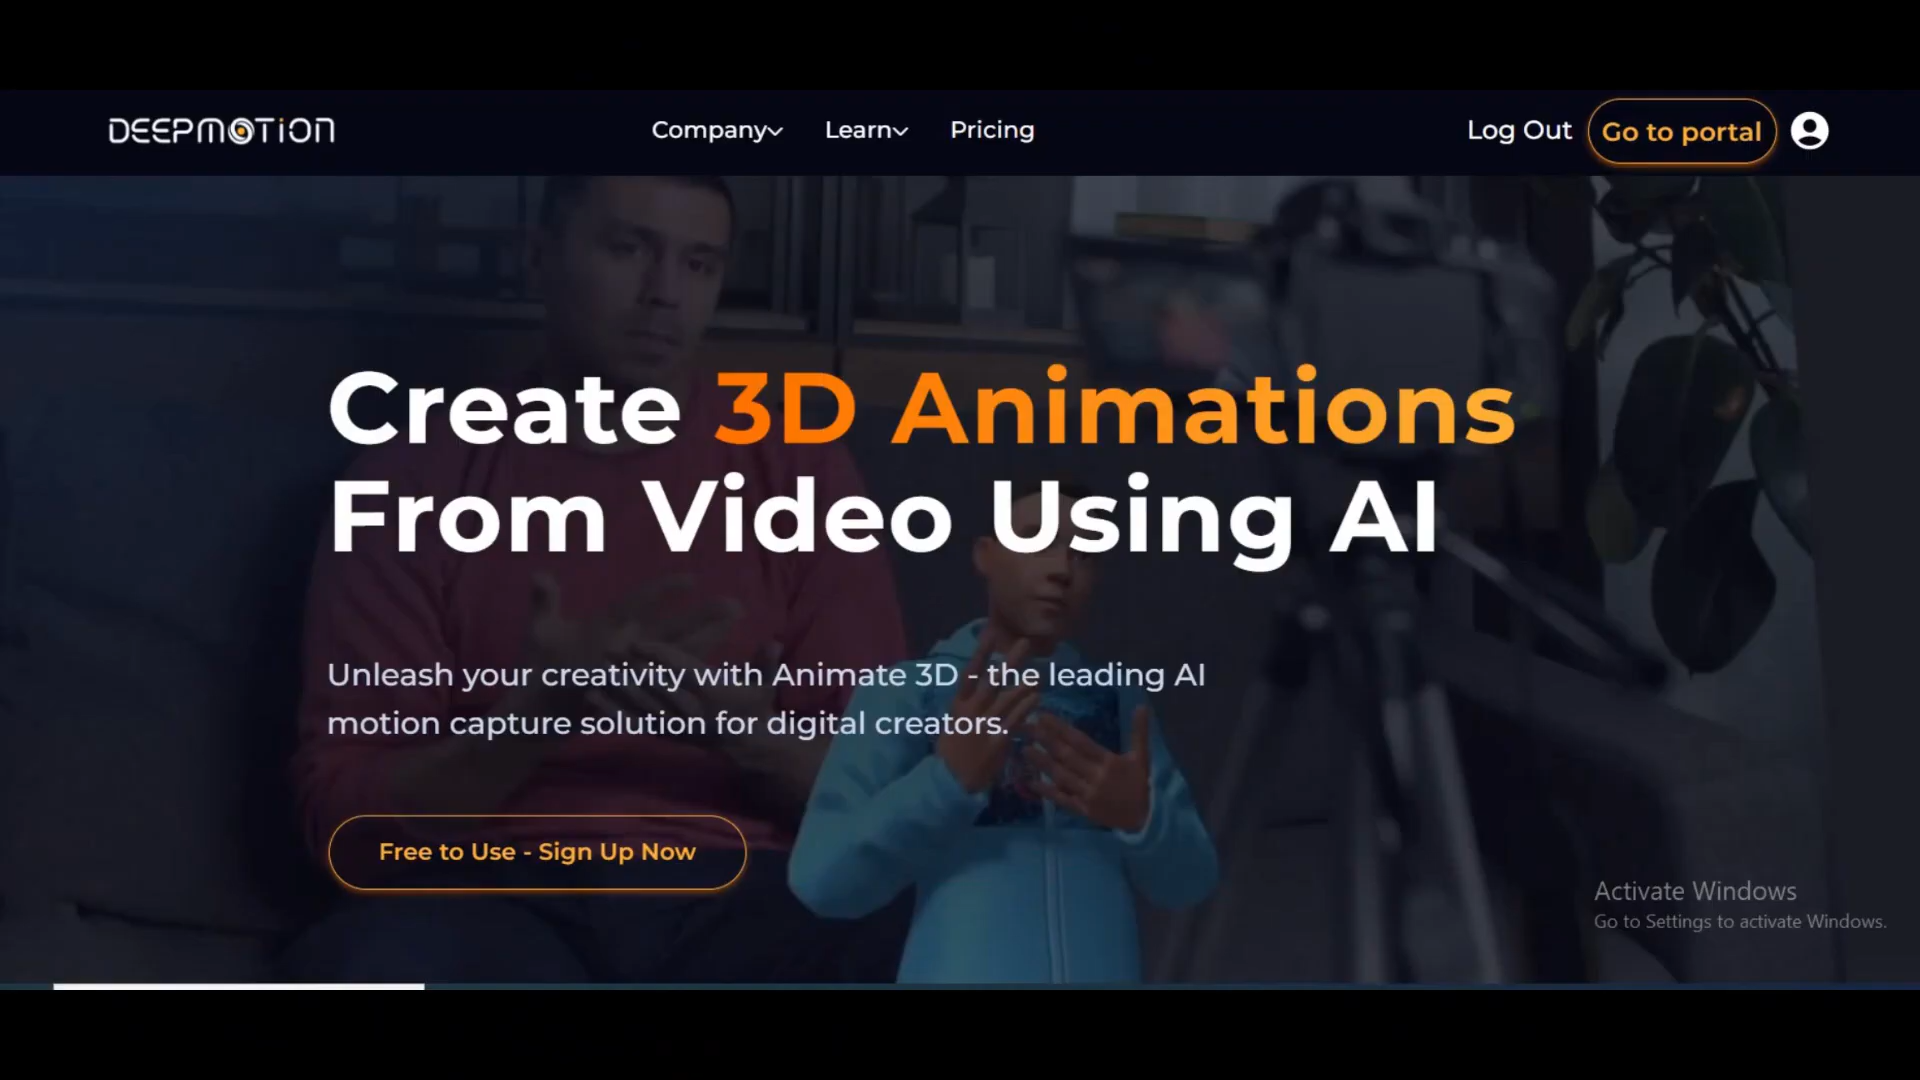 DEEPMOTION
Company
Learn
Pricing
Log Out
Go to portal
Create 3D Animations
From Video Using AI
Unleash your creativity with Animate 3D - the leading AI
motion capture solution for digital creators.
Free to Use - Sign Up Now
Activate Windows
Go to Settings to activate Windows.